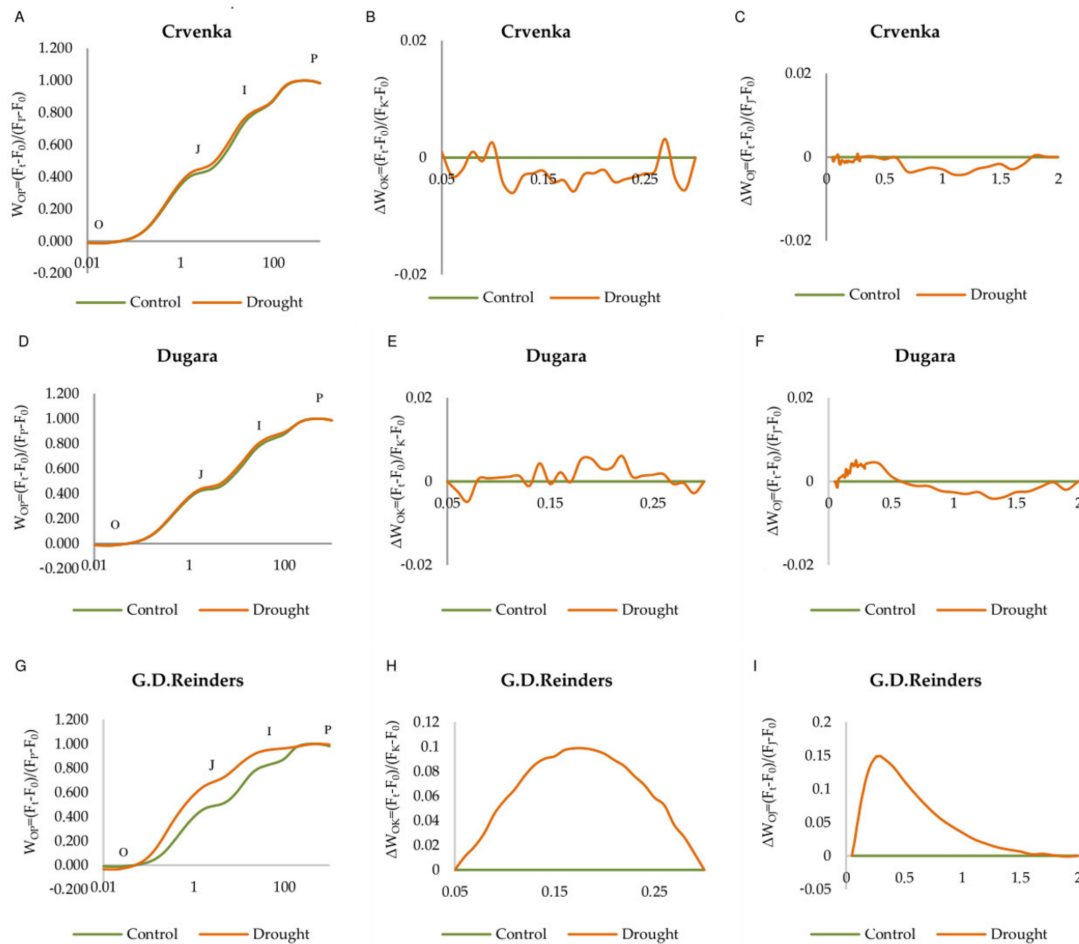 A
Crvenka
W_OP=(F_t-F_0)/(F_P-F_0)
1.200
1.000
0.800
0.600
0.400
0.200
0.000
-0.200
O
J
I
P
0.01 1 100
Control Drought
B
Crvenka
ΔW_OK=(F_t-F_0)/(F_K-F_0)
0.02
0
-0.02
0.05 0.15 0.25
Control Drought
C
Crvenka
ΔW_OJ=(F_t-F_0)/(F_J-F_0)
0.02
0
-0.02
0 0.5 1 1.5 2
Control Drought
D
Dugara
W_OP=(F_t-F_0)/(F_P-F_0)
1.200
1.000
0.800
0.600
0.400
0.200
0.000
-0.200
O
J
I
P
0.01 1 100
Control Drought
E
Dugara
ΔW_OK=(F_t-F_0)/F_K-F_0)
0.02
0
-0.02
0.05 0.15 0.25
Control Drought
F
Dugara
ΔW_OJ=(F_t-F_0)/(F_J-F_0)
0.02
0
-0.02
0 0.5 1 1.5 2
Control Drought
G
G.D.Reinders
W_OP=(F_t-F_0)/(F_P-F_0)
1.200
1.000
0.800
0.600
0.400
0.200
0.000
-0.200
O
J
I
P
0.01 1 100
Control Drought
H
G.D.Reinders
ΔW_OK=(F_t-F_0)/(F_K-F_0)
0.12
0.1
0.08
0.06
0.04
0.02
0
0.05 0.15 0.25
Control Drought
I
G.D.Reinders
ΔW_OJ=(F_t-F_0)/(F_J-F_0)
0.2
0.15
0.1
0.05
0
-0.05
0 0.5 1 1.5 2
Control Drought